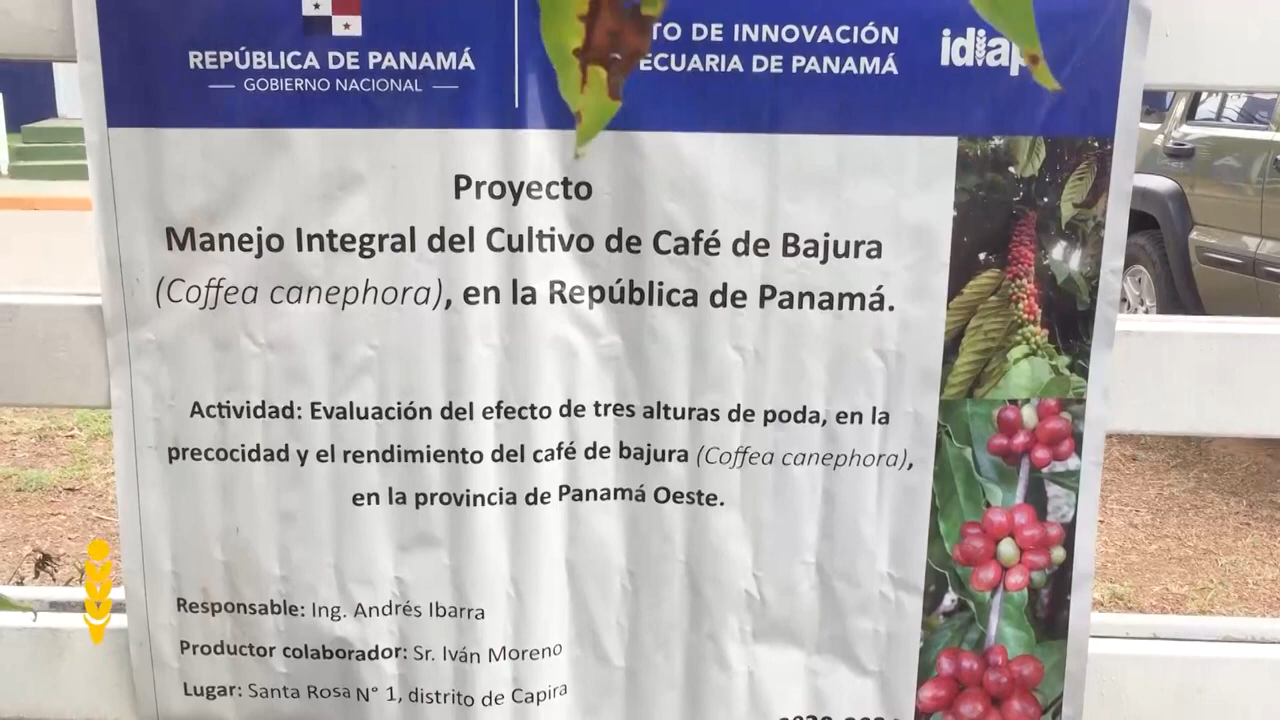 REPÚBLICA DE PANAMÁ
— GOBIERNO NACIONAL —
DE INNOVACIÓN
DE PANAMÁ
Proyecto
Manejo Integral del Cultivo de Café de Bajura
(Coffea canephora), en la República de Panamá.
Actividad: Evaluación del efecto de tres alturas de poda, en la
precocidad y el rendimiento del café de bajura (Coffea canephora),
en la provincia de Panamá Oeste.
Responsable: Ing. Andrés Ibarra
Productor colaborador: Sr. Iván Moreno
Lugar: Santa Rosa N° 1, distrito de Capira